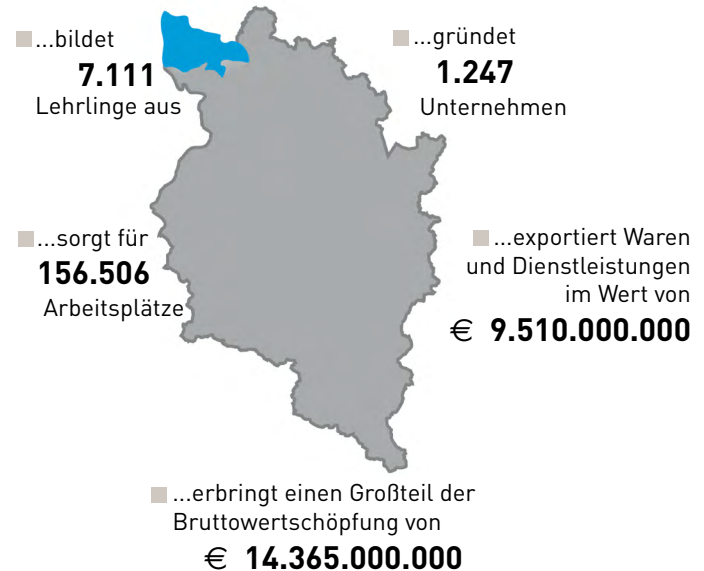 ...bildet
7.111
Lehrlinge aus
...gründet
1.247
Unternehmen
...sorgt für
156.506
Arbeitsplätze
...exportiert Waren
und Dienstleistungen
im Wert von
€ 9.510.000.000
...erbringt einen Großteil der
Bruttowertschöpfung von
€ 14.365.000.000